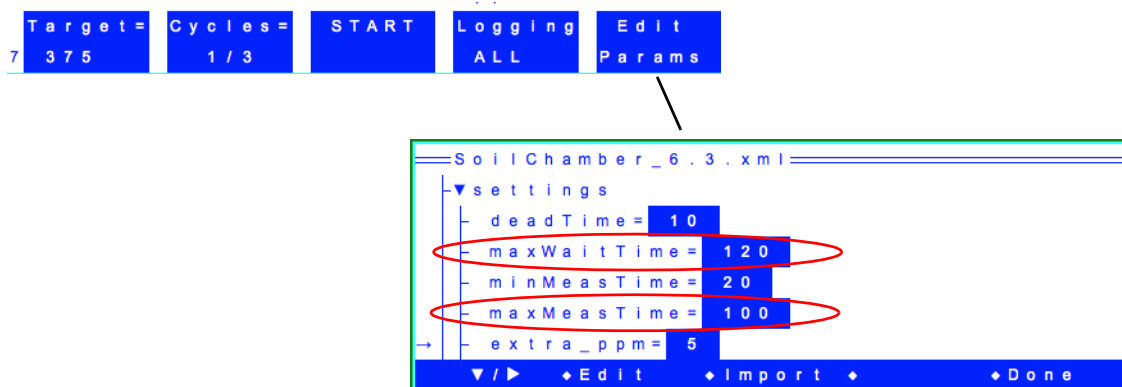 Target= Cycles= START Logging Edit
7 375 1/3 ALL Params
SoilChamber_6.3.xml
▼settings
deadTime= 10
maxWaitTime= 120
minMeasTime= 20
maxMeasTime= 100
→ extra_ppm= 5
▼/▶ ◆Edit ◆Import ◆ ◆Done